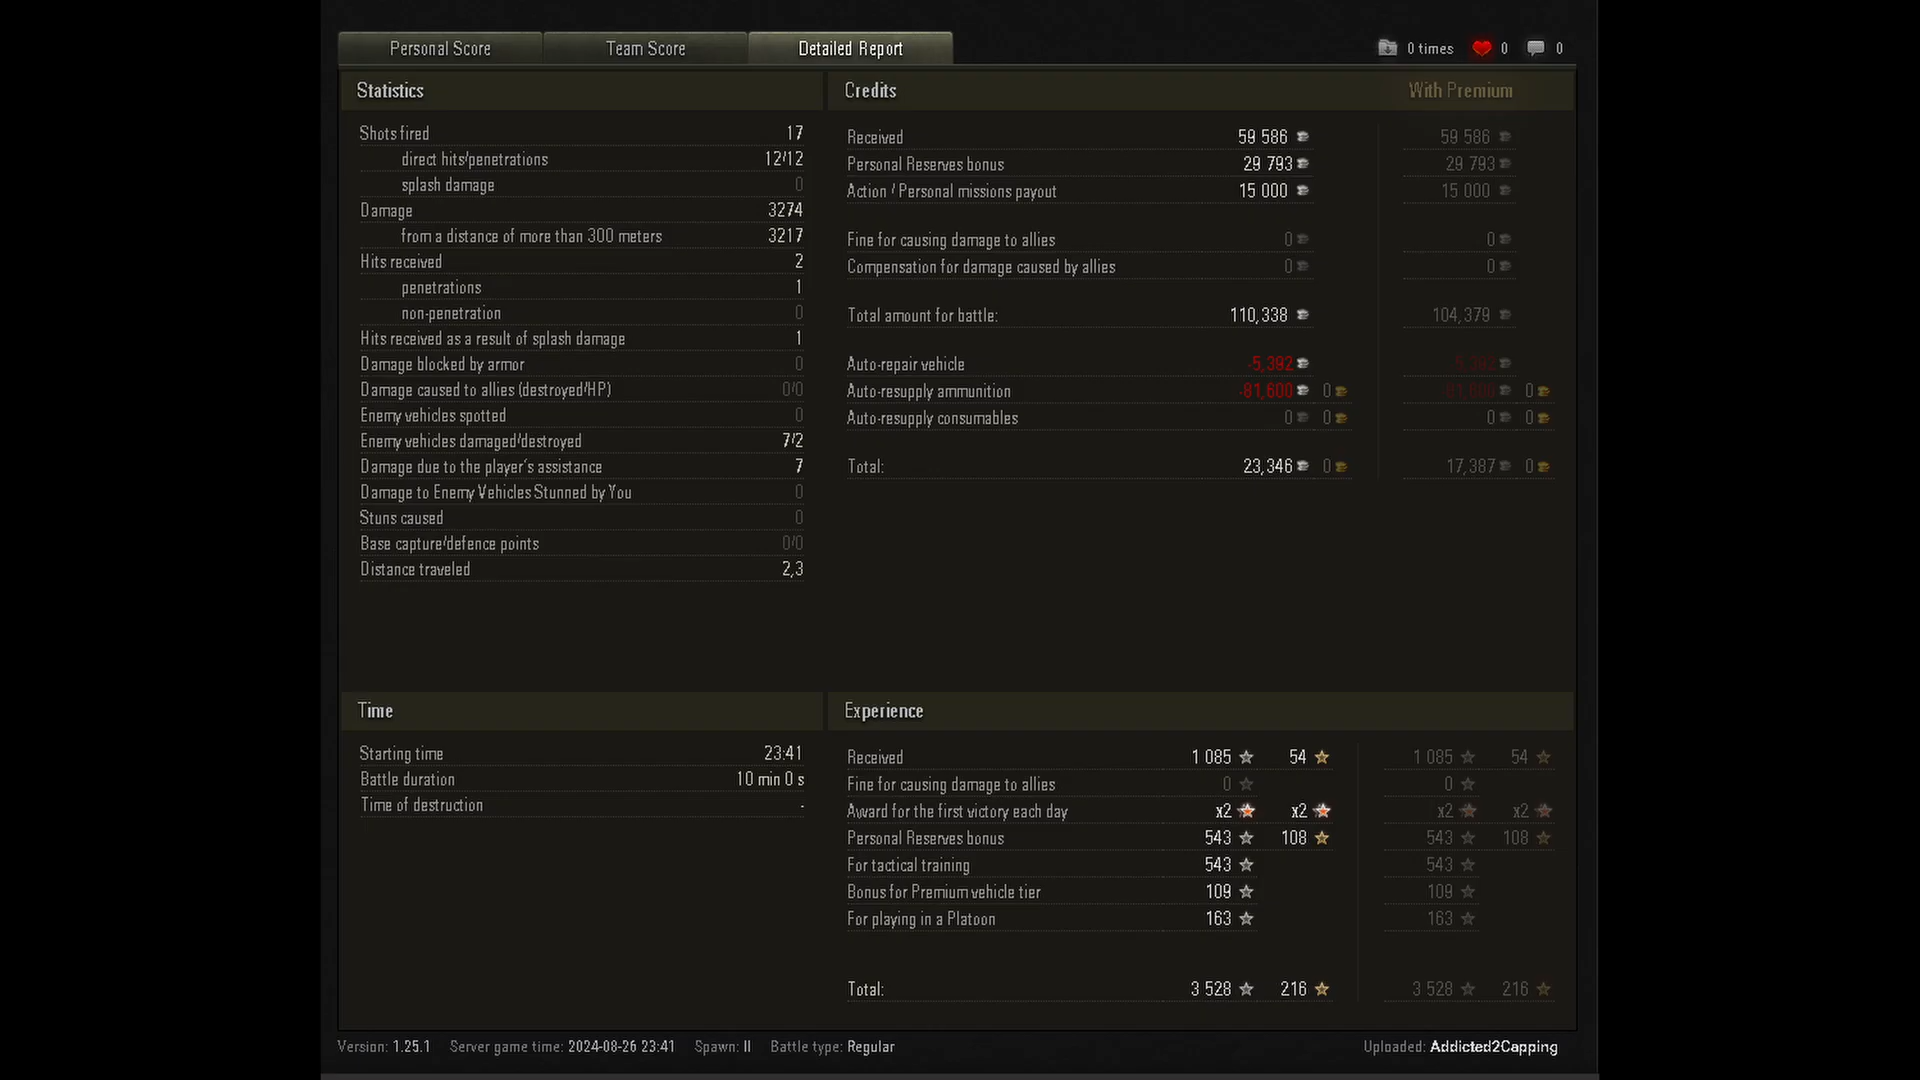 Personal Score
Team Score
Detailed Report
0 times 0 0
Statistics
Shots fired 17
direct hits/penetrations 12/12
splash damage 0
Damage 3274
from a distance of more than 300 meters 3217
Hits received 2
penetrations 1
non-penetration 0
Hits received as a result of splash damage 1
Damage blocked by armor 0
Damage caused to allies (destroyed/HP) 0/0
Enemy vehicles spotted 0
Enemy vehicles damaged/destroyed 7/2
Damage due to the player's assistance 7
Damage to Enemy Vehicles Stunned by You 0
Stuns caused 0
Base capture/defence points 0/0
Distance traveled 2,3
Credits With Premium
Received 59 586 59 586
Personal Reserves bonus 29 793 29 793
Action / Personal missions payout 15 000 15 000
Fine for causing damage to allies 0 0
Compensation for damage caused by allies 0 0
Total amount for battle: 110,338 104,379
Auto-repair vehicle -5,392 -5,392
Auto-resupply ammunition -81,600 0 -81,600 0
Auto-resupply consumables 0 0 0 0
Total: 23,346 0 17,387 0
Time
Starting time 23:41
Battle duration 10 min 0 s
Time of destruction -
Experience
Received 1 085 54 1 085 54
Fine for causing damage to allies 0 0
Award for the first victory each day x2 x2 x2 x2
Personal Reserves bonus 543 108 543 108
For tactical training 543 543
Bonus for Premium vehicle tier 109 109
For playing in a Platoon 163 163
Total: 3 528 216 3 528 216
Version: 1.25.1 Server game time: 2024-08-26 23:41 Spawn: II Battle type: Regular
Uploaded: Addicted2Capping